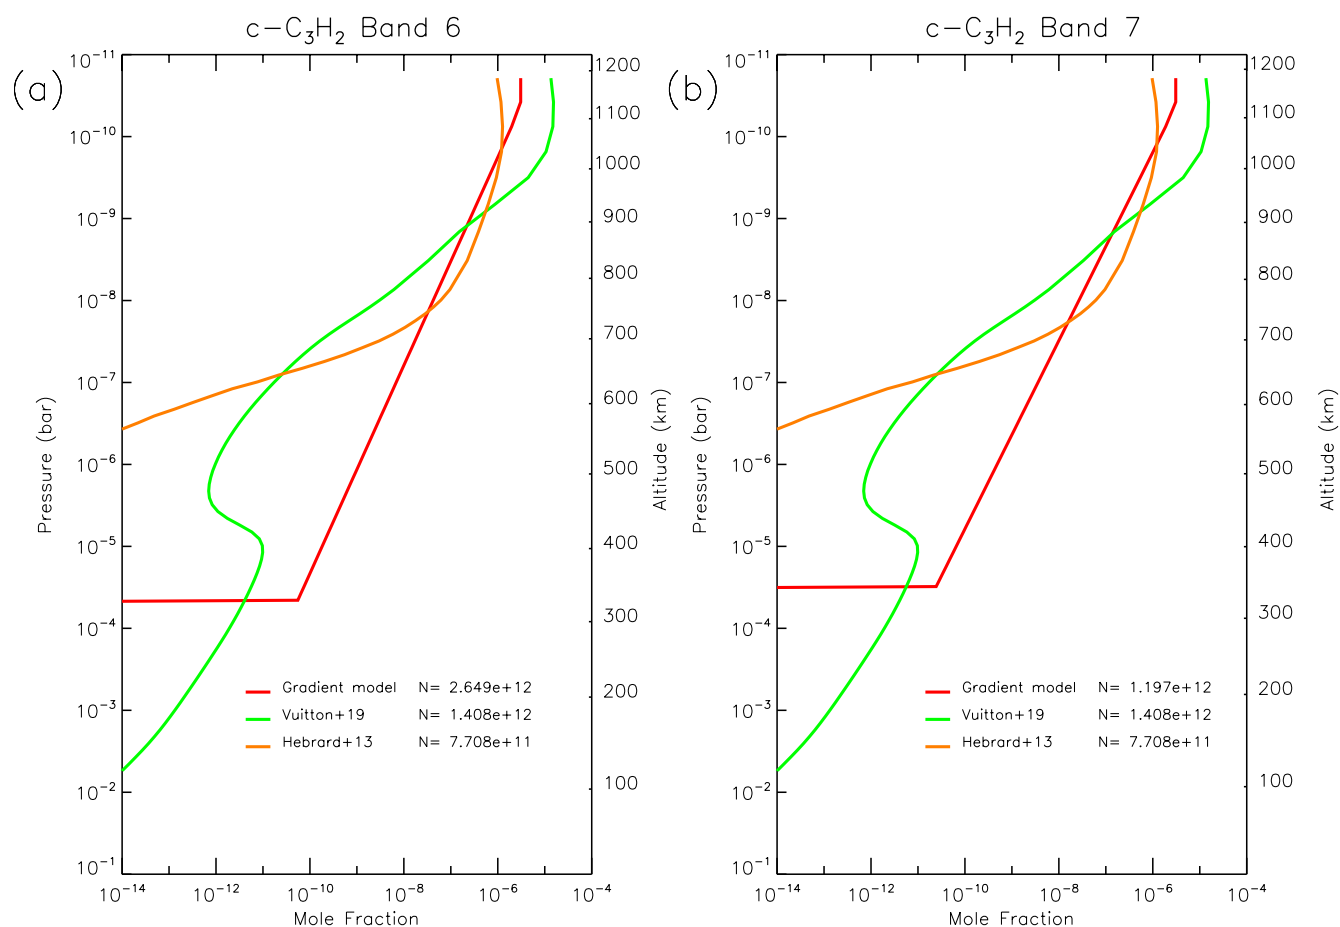 c−C₃H₂ Band 6
(a)
10⁻¹¹
10⁻¹⁰
10⁻⁹
10⁻⁸
10⁻⁷
10⁻⁶
10⁻⁵
10⁻⁴
10⁻³
10⁻²
10⁻¹
Pressure (bar)
1200
1100
1000
900
800
700
600
500
400
300
200
100
Altitude (km)
Gradient model N= 2.649e+12
Vuitton+19 N= 1.408e+12
Hebrard+13 N= 7.708e+11
10⁻¹⁴ 10⁻¹² 10⁻¹⁰ 10⁻⁸ 10⁻⁶ 10⁻⁴
Mole Fraction
c−C₃H₂ Band 7
(b)
10⁻¹¹
10⁻¹⁰
10⁻⁹
10⁻⁸
10⁻⁷
10⁻⁶
10⁻⁵
10⁻⁴
10⁻³
10⁻²
10⁻¹
Pressure (bar)
1200
1100
1000
900
800
700
600
500
400
300
200
100
Altitude (km)
Gradient model N= 1.197e+12
Vuitton+19 N= 1.408e+12
Hebrard+13 N= 7.708e+11
10⁻¹⁴ 10⁻¹² 10⁻¹⁰ 10⁻⁸ 10⁻⁶ 10⁻⁴
Mole Fraction